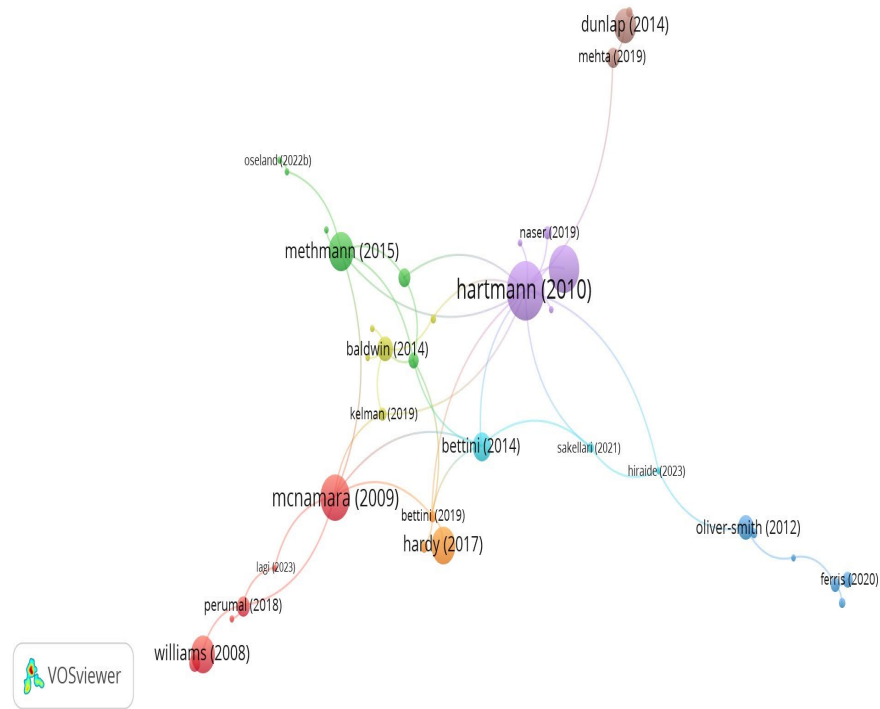 dunlap (2014)
mehta (2019)
oseland (2022b)
naser (2019)
methmann (2015)
hartmann (2010)
baldwin (2014)
kelman (2019)
bettini (2014)
sakellari (2021)
hiraide (2023)
mcnamara (2009)
bettini (2019)
oliver-smith (2012)
hardy (2017)
lagi (2023)
ferris (2020)
perumal (2018)
williams (2008)
VOSviewer